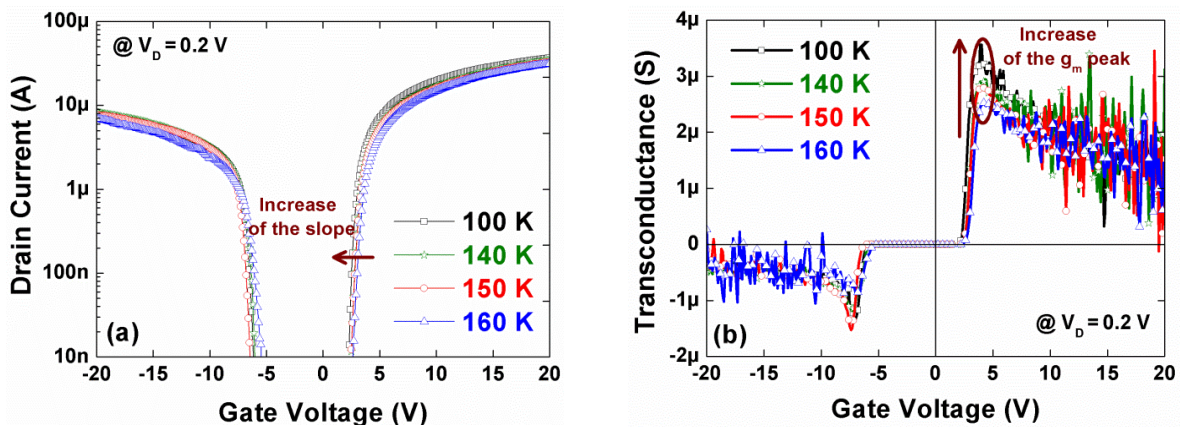 100µ
10µ
1µ
100n
10n
Drain Current (A)
@ V_D = 0.2 V
Increase
of the slope
100 K
140 K
150 K
160 K
(a)
-20 -15 -10 -5 0 5 10 15 20
Gate Voltage (V)
4µ
3µ
2µ
1µ
0
-1µ
-2µ
Transconductance (S)
Increase
of the g_m peak
100 K
140 K
150 K
160 K
(b)
@ V_D = 0.2 V
-20 -15 -10 -5 0 5 10 15 20
Gate Voltage (V)